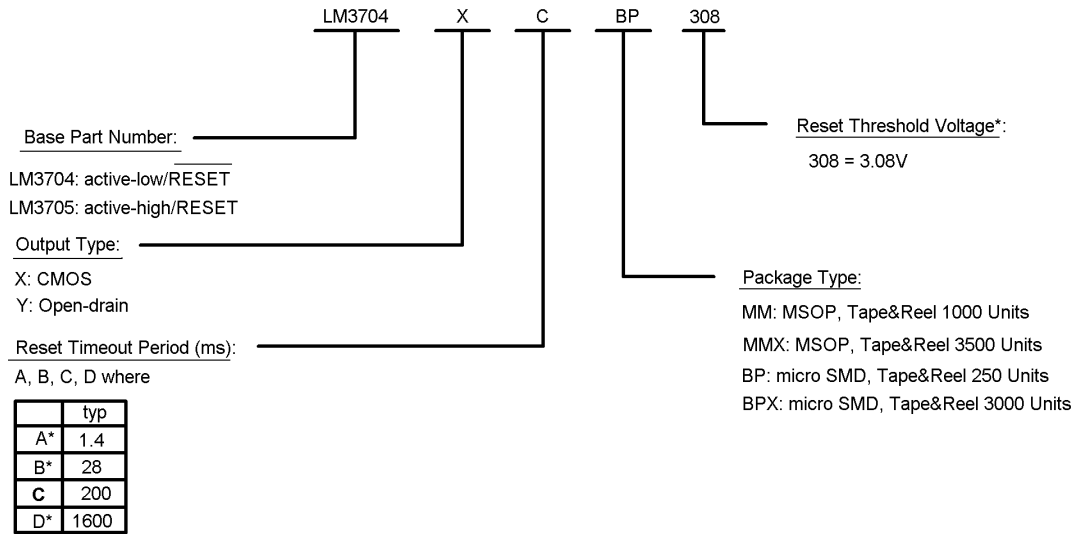 LM3704 X C BP 308
Base Part Number:
LM3704: active-low/RESET
LM3705: active-high/RESET
Output Type:
X: CMOS
Y: Open-drain
Reset Timeout Period (ms):
A, B, C, D where
typ
A* 1.4
B* 28
C 200
D* 1600
Reset Threshold Voltage*:
308 = 3.08V
Package Type:
MM: MSOP, Tape&Reel 1000 Units
MMX: MSOP, Tape&Reel 3500 Units
BP: micro SMD, Tape&Reel 250 Units
BPX: micro SMD, Tape&Reel 3000 Units